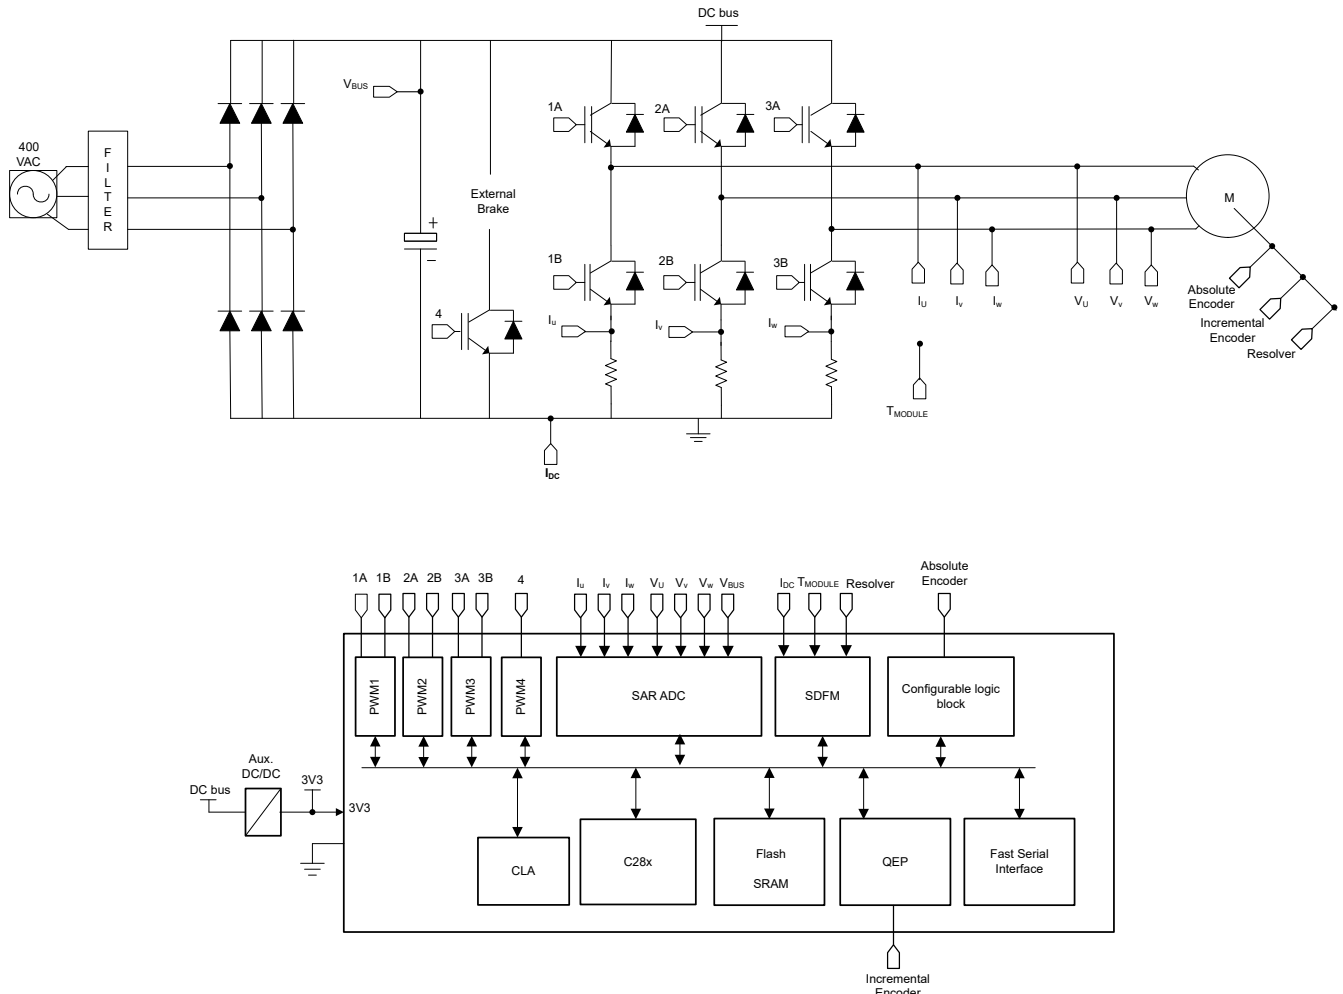 DC bus
VBUS
1A
2A
3A
400
VAC
F
I
L
T
E
R
External
Brake
M
+
−
1B
2B
3B
4
Iu
Iv
Iw
IU
Iv
Iw
VU
Vv
Vw
Absolute
Encoder
Incremental
Encoder
Resolver
TMODULE
IDC
1A
1B
2A
2B
3A
3B
4
Iu
Iv
Iw
VU
Vv
Vw
VBUS
IDC
TMODULE
Resolver
Absolute
Encoder
PWM1
PWM2
PWM3
PWM4
SAR ADC
SDFM
Configurable logic
block
Aux.
DC/DC
DC bus
3V3
3V3
CLA
C28x
Flash
SRAM
QEP
Fast Serial
Interface
Incremental
Encoder